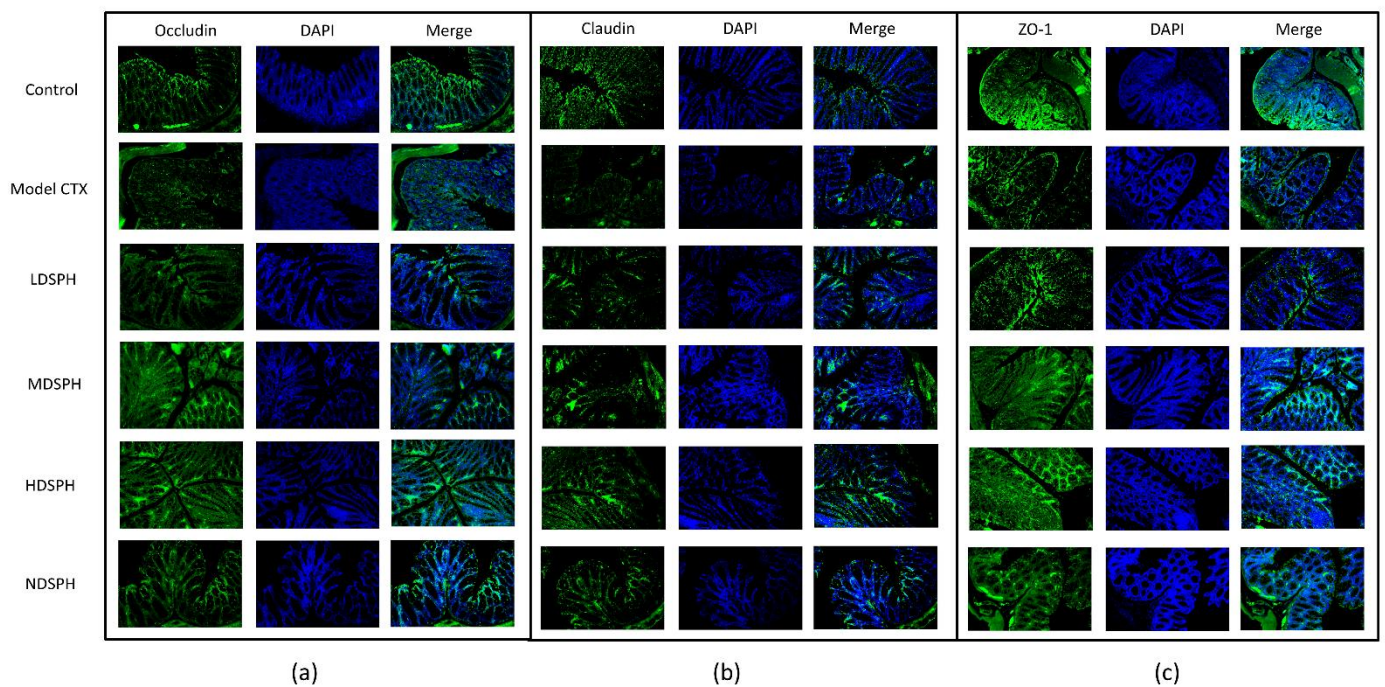 Occludin DAPI Merge Claudin DAPI Merge ZO-1 DAPI Merge
Control
Model CTX
LDSPH
MDSPH
HDSPH
NDSPH
(a) (b) (c)